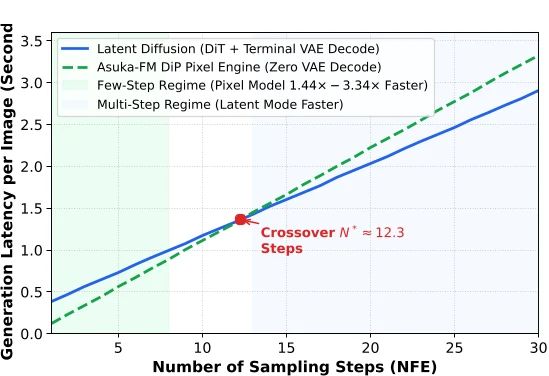 Latent Diffusion (DiT + Terminal VAE Decode)
Asuka-FM DiP Pixel Engine (Zero VAE Decode)
Few-Step Regime (Pixel Model 1.44× − 3.34× Faster)
Multi-Step Regime (Latent Mode Faster)
Generation Latency per Image (Second
3.5
3.0
2.5
2.0
1.5
1.0
0.5
0.0
Crossover N* ≈ 12.3
Steps
5
10
15
20
25
30
Number of Sampling Steps (NFE)